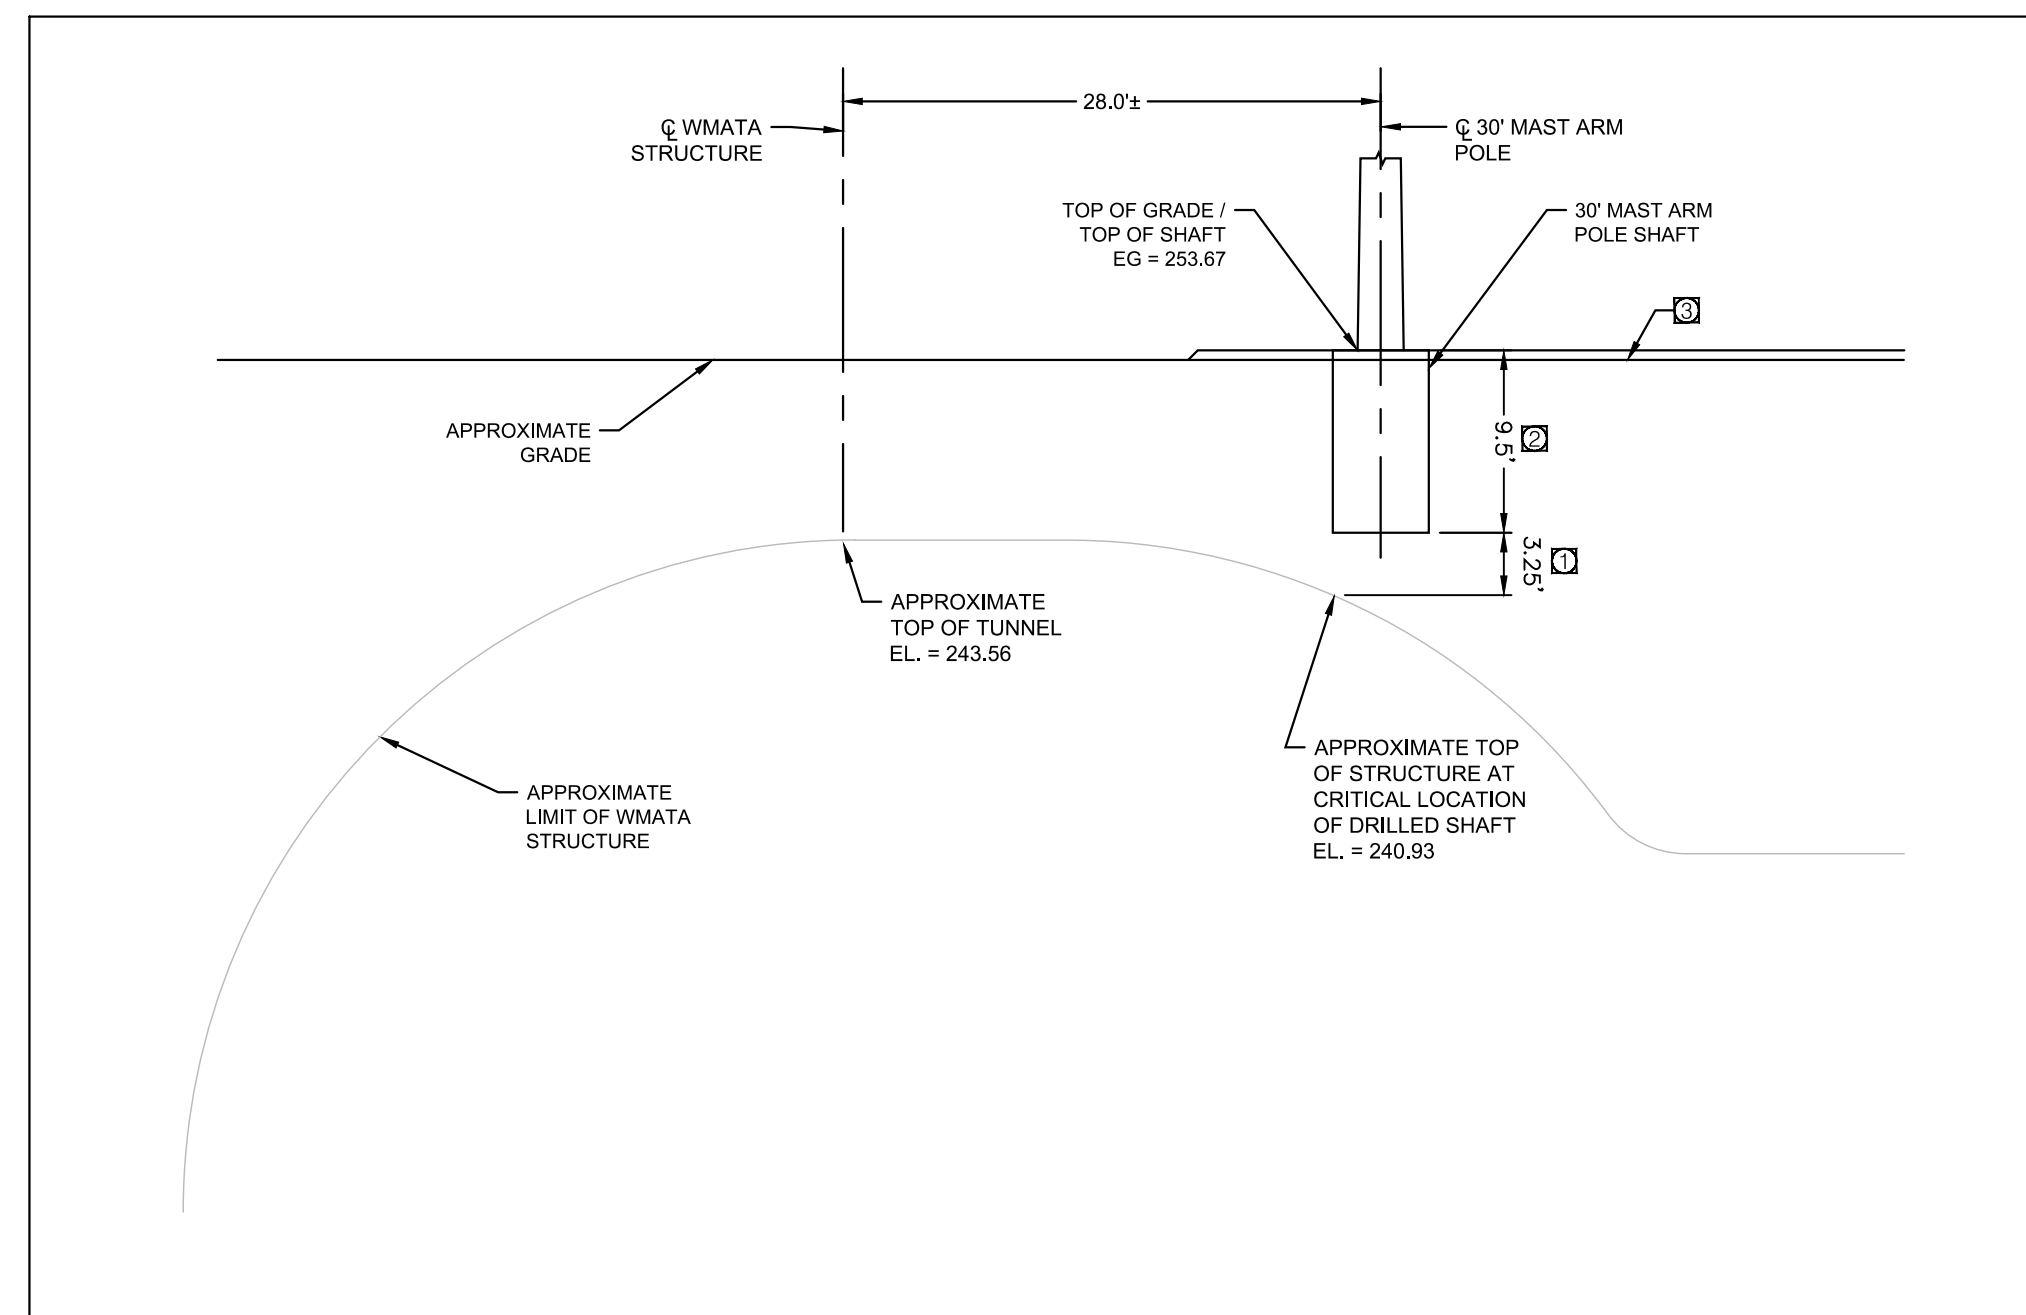 28.0'±
℄ WMATA
STRUCTURE
℄ 30' MAST ARM
POLE
TOP OF GRADE /
TOP OF SHAFT
EG = 253.67
30' MAST ARM
POLE SHAFT
3
APPROXIMATE
GRADE
9.5'
2
3.25'
1
APPROXIMATE
TOP OF TUNNEL
EL. = 243.56
APPROXIMATE TOP
OF STRUCTURE AT
CRITICAL LOCATION
OF DRILLED SHAFT
EL. = 240.93
APPROXIMATE
LIMIT OF WMATA
STRUCTURE